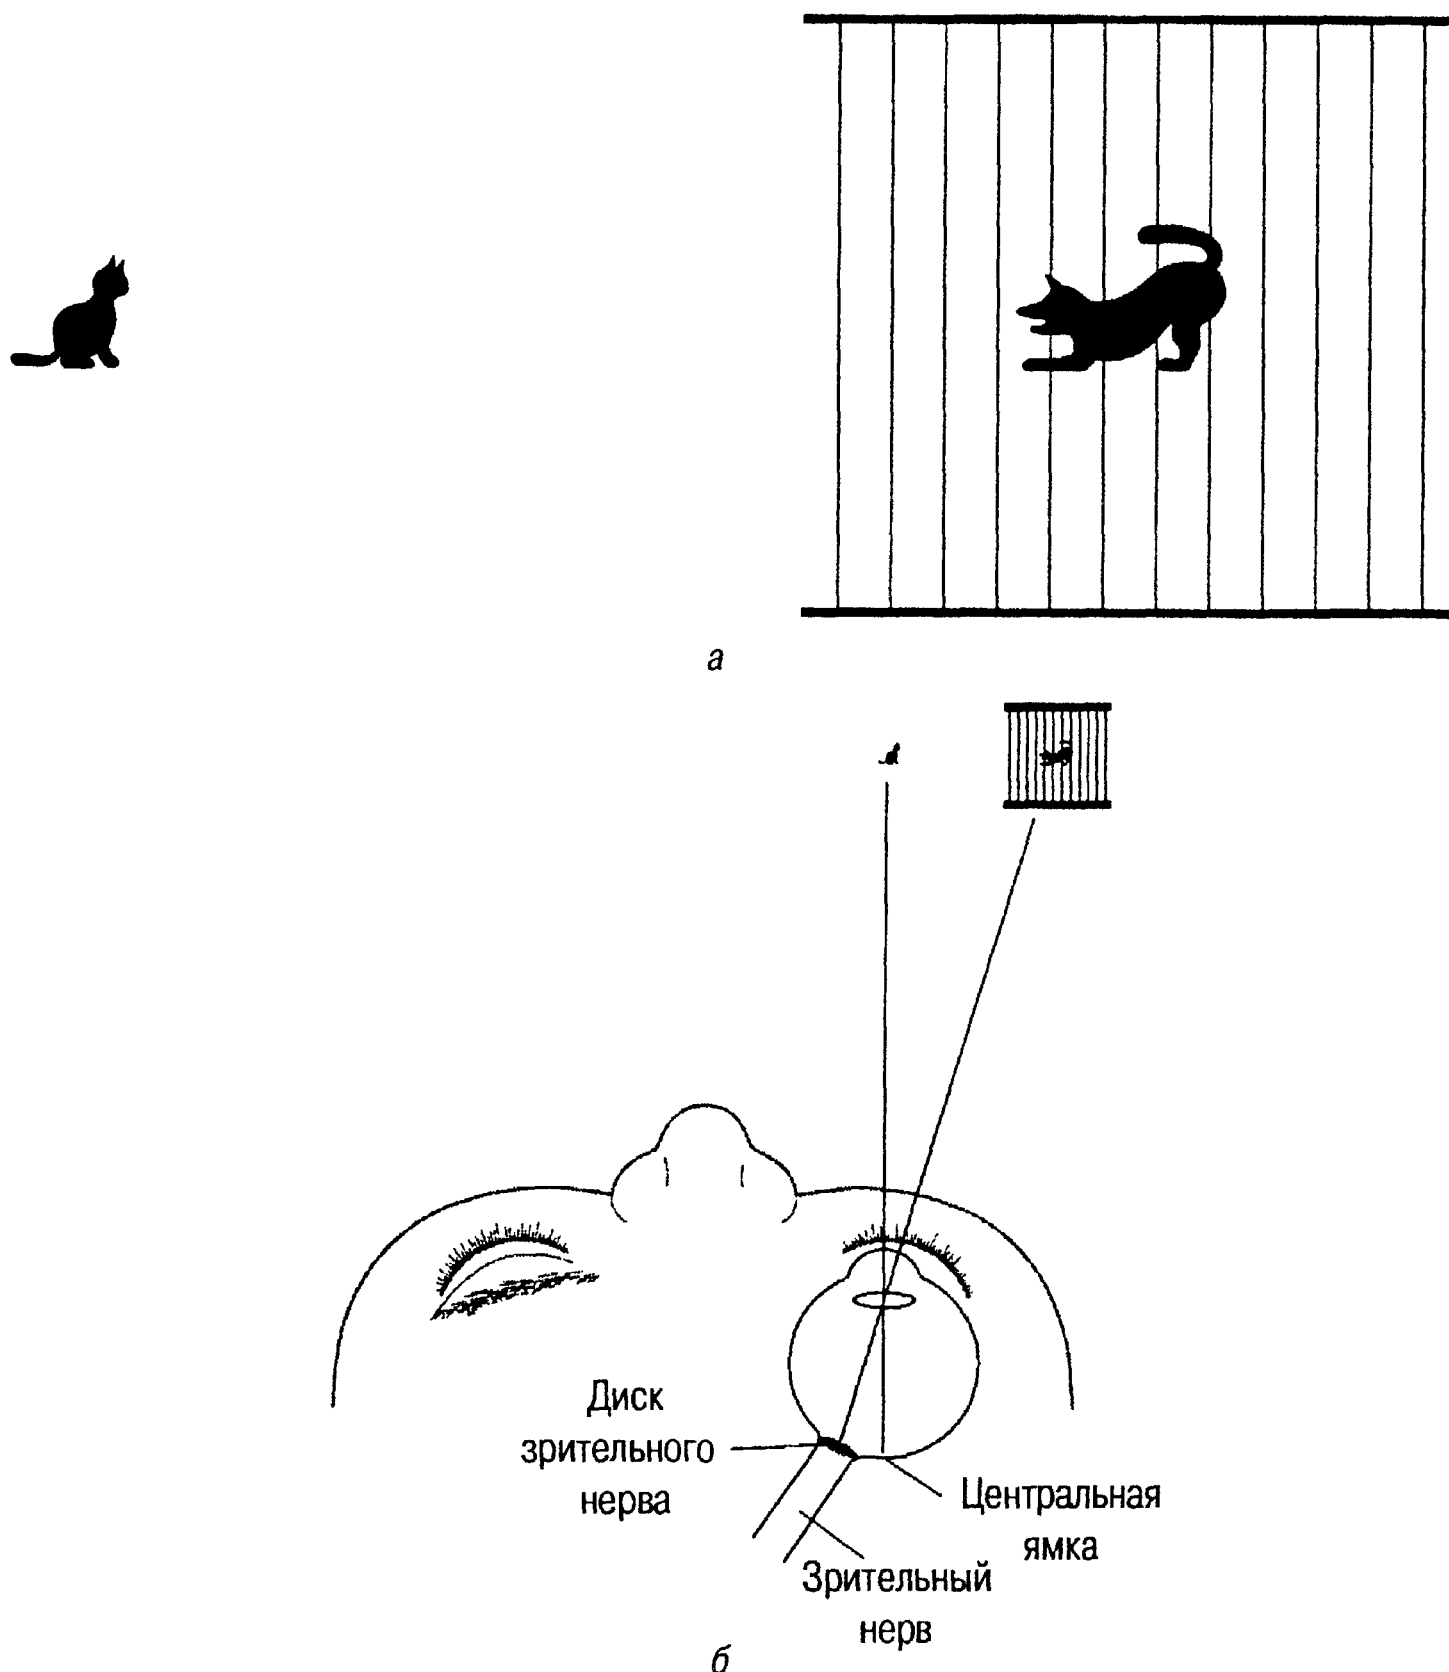 а
Диск
зрительного
нерва
Центральная
ямка
Зрительный
нерв
б